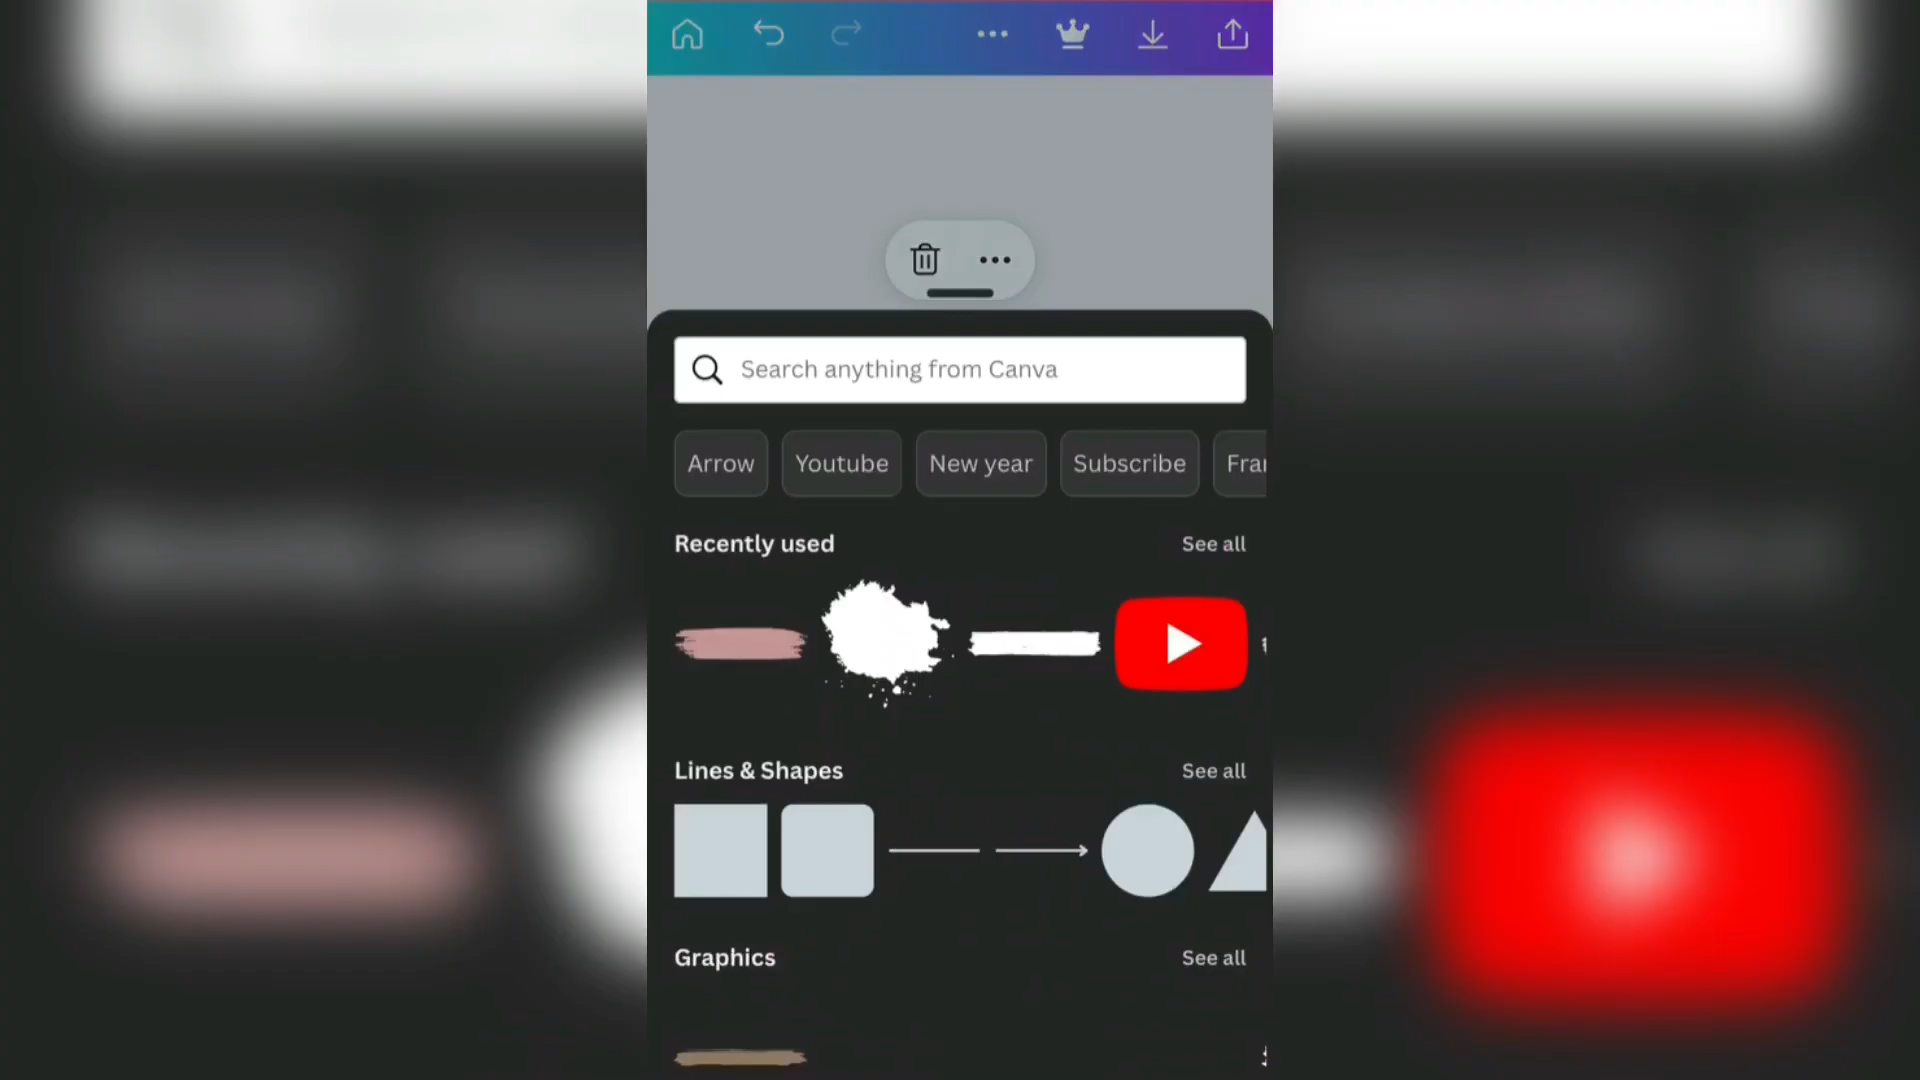 Search anything from Canva
Arrow Youtube New year Subscribe Fra
Recently used See all
Lines & Shapes See all
Graphics See all